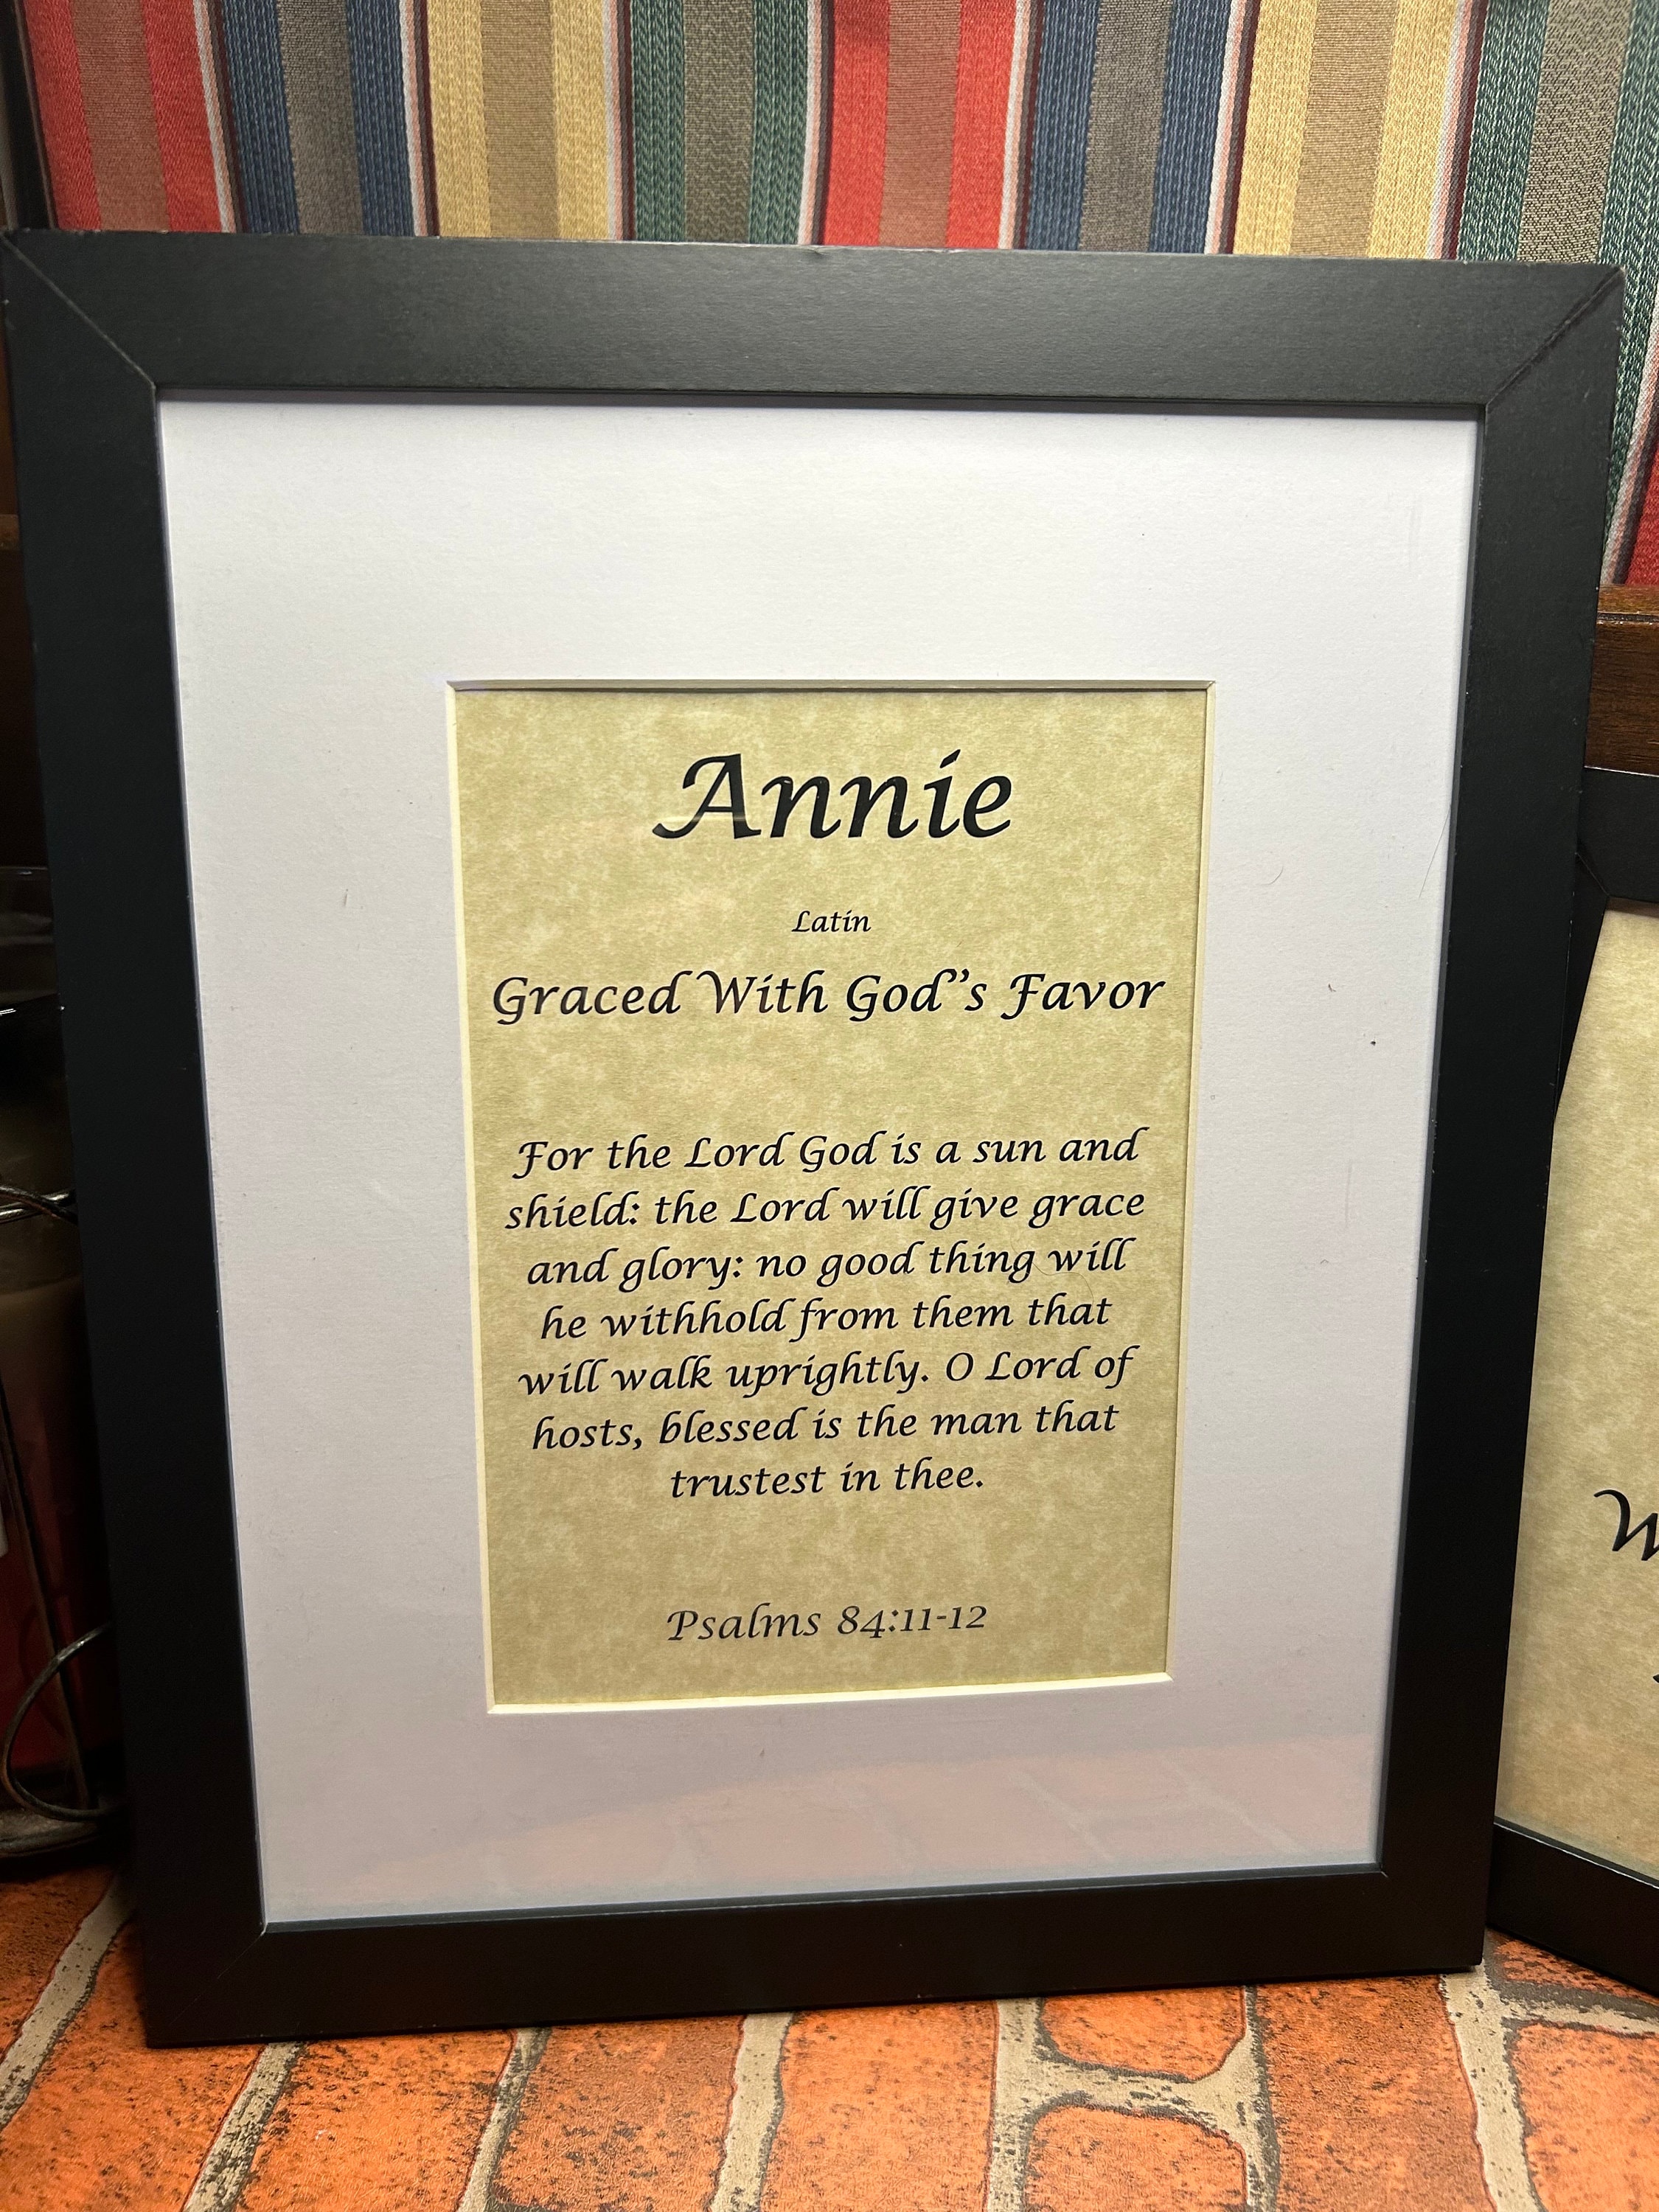 Annie
Latin
Graced With God"s Favor
For the Lord God is a sun and
shield: the Lord will give grace
and glory: no good thing will
he withhold from them that
will walk uprightly. O Lord of
hosts, blessed is the man that
trustest in thee.
Psalms 84:11-12